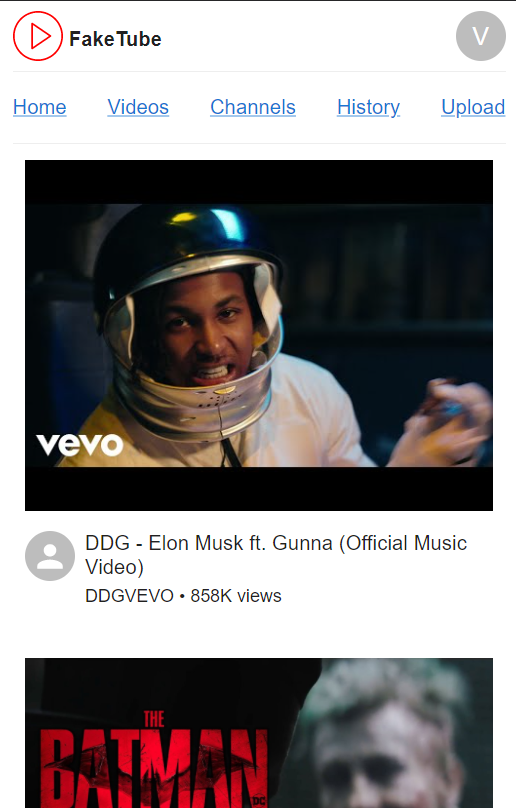 FakeTube
V
Home Videos Channels History Upload
vevo
DDG - Elon Musk ft. Gunna (Official Music
Video)
DDGVEVO • 858K views
THE
BATMAN
DC